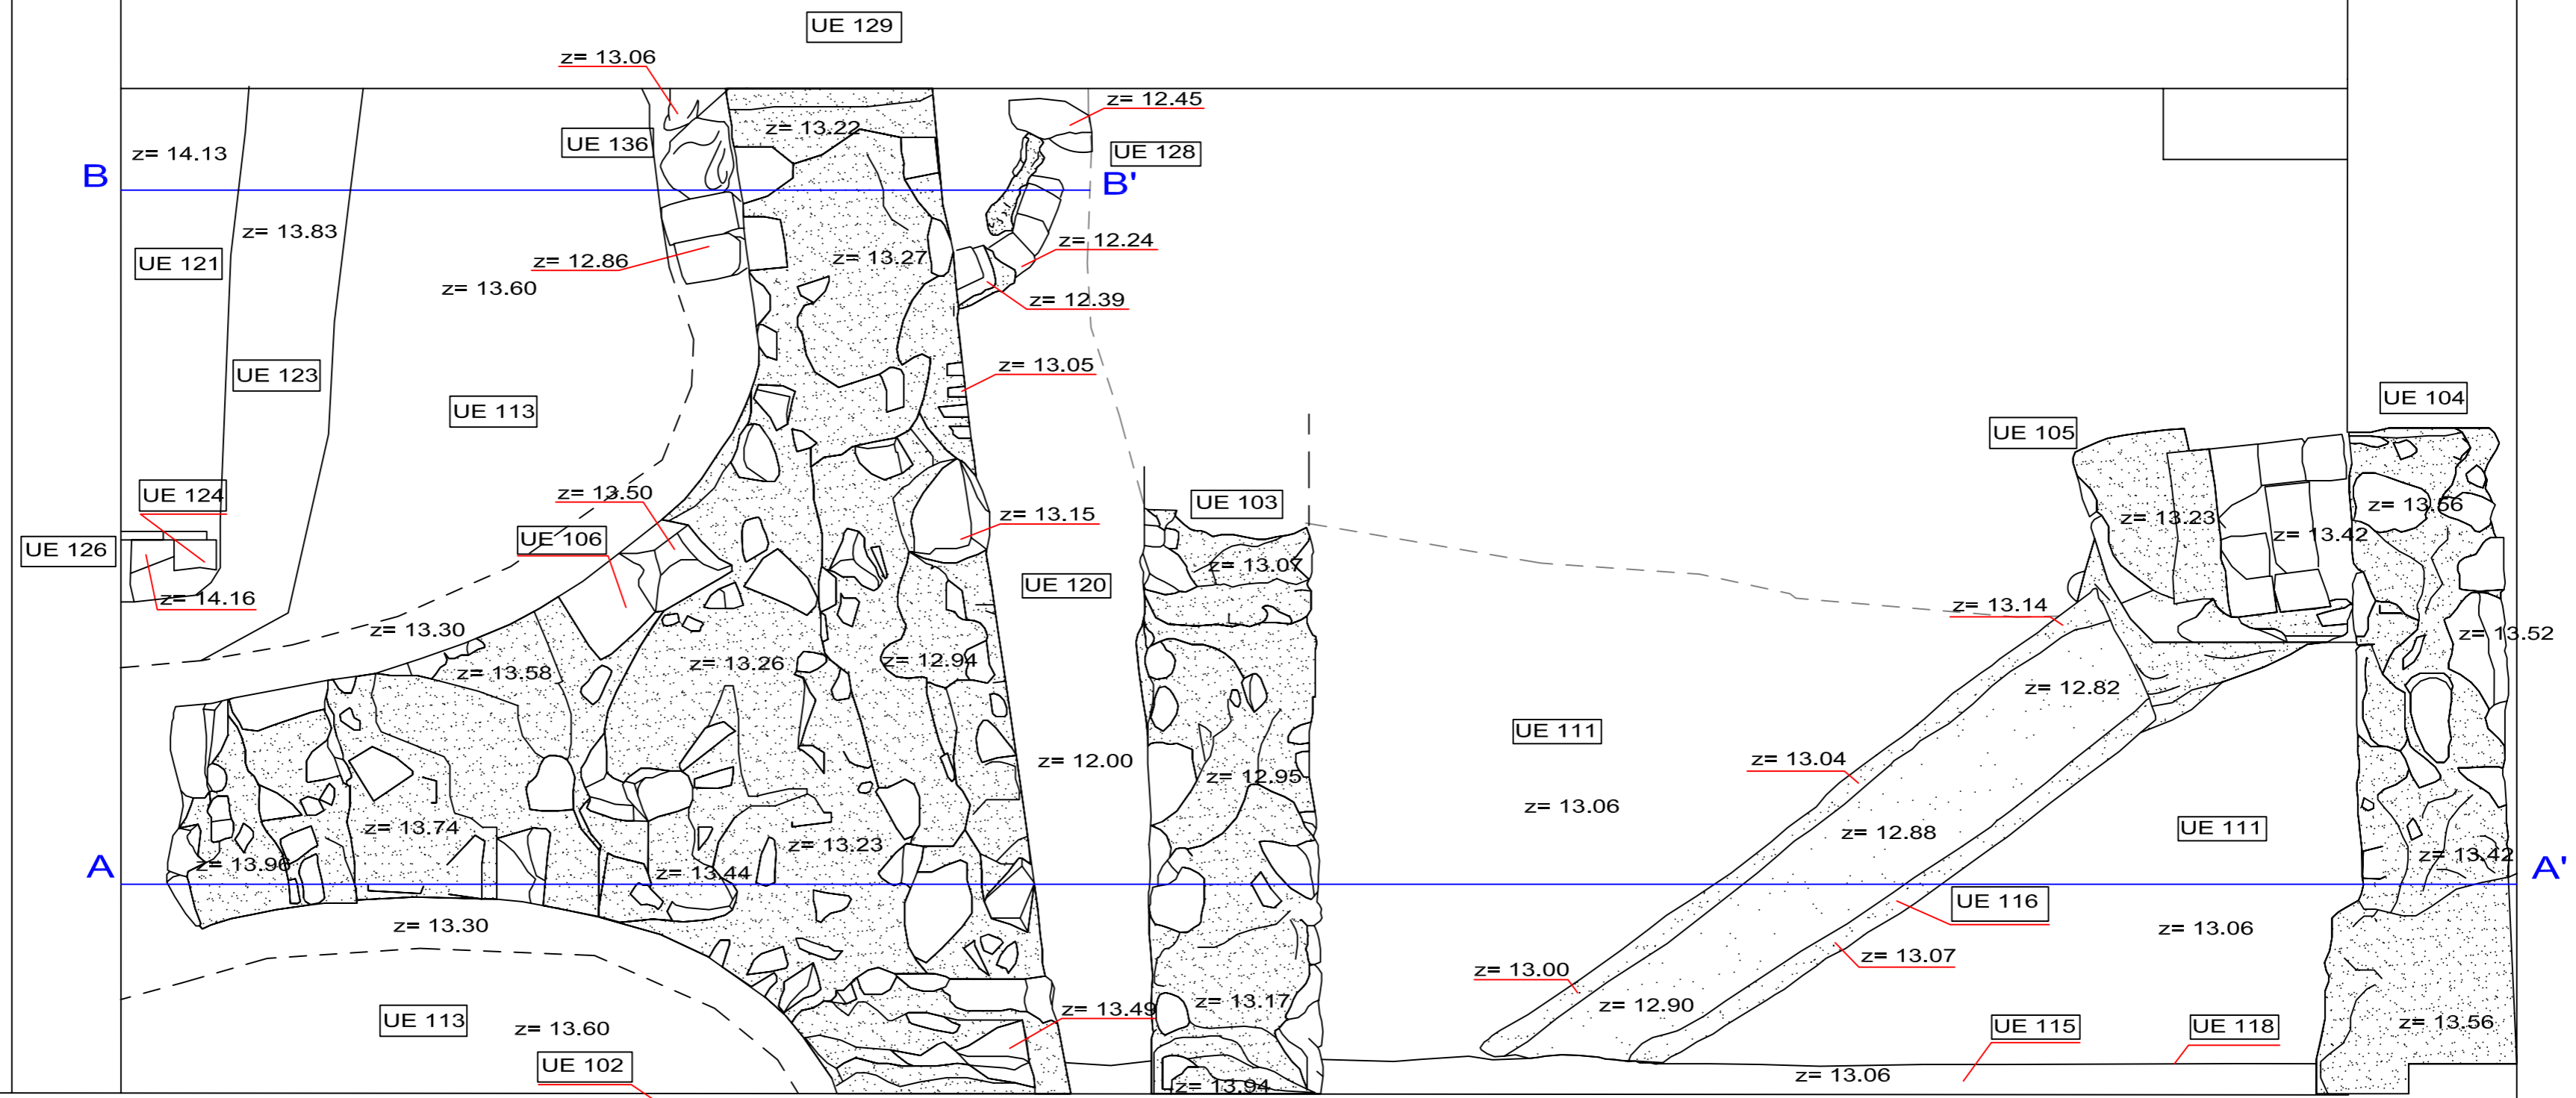 UE 129
z= 13.06
z= 12.45
z= 13.22
UE 136
UE 128
z= 14.13
B
B'
z= 13.83
z= 12.24
UE 121
z= 12.86
z= 13.27
z= 13.60
z= 12.39
z= 13.05
UE 123
UE 104
UE 113
UE 105
z= 13.50
UE 124
UE 103
z= 13.56
z= 13.15
z= 13.23
z= 13.42
UE 106
UE 126
z= 13.07
UE 120
z= 14.16
z= 13.14
z= 13.30
z= 13.52
z= 13.26
z= 12.94
z= 13.58
z= 12.82
UE 111
z= 13.04
z= 12.00
z= 12.95
z= 13.06
z= 13.74
UE 111
z= 12.88
z= 13.23
z= 13.42
z= 13.96
A
A'
z= 13.44
UE 116
z= 13.30
z= 13.06
z= 13.07
z= 13.00
z= 13.17
z= 12.90
z= 13.49
UE 113
z= 13.60
UE 115
UE 118
z= 13.56
UE 102
z= 13.06
z= 13.94